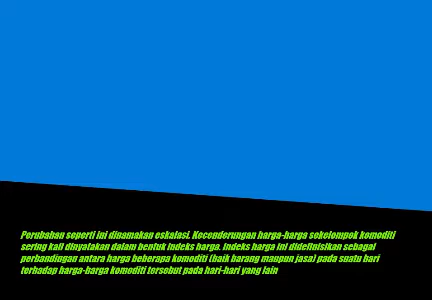 Perubahan seperti ini dinamakan eskalasi. Kecenderungan harga-harga sekelompok komoditi
sering kali dinyatakan dalam bentuk indeks harga. Indeks harga ini didefinisikan sebagai
perbandingan antara harga beberapa komoditi (baik barang maupun jasa) pada suatu hari
terhadap harga-harga komoditi tersebut pada hari-hari yang lain